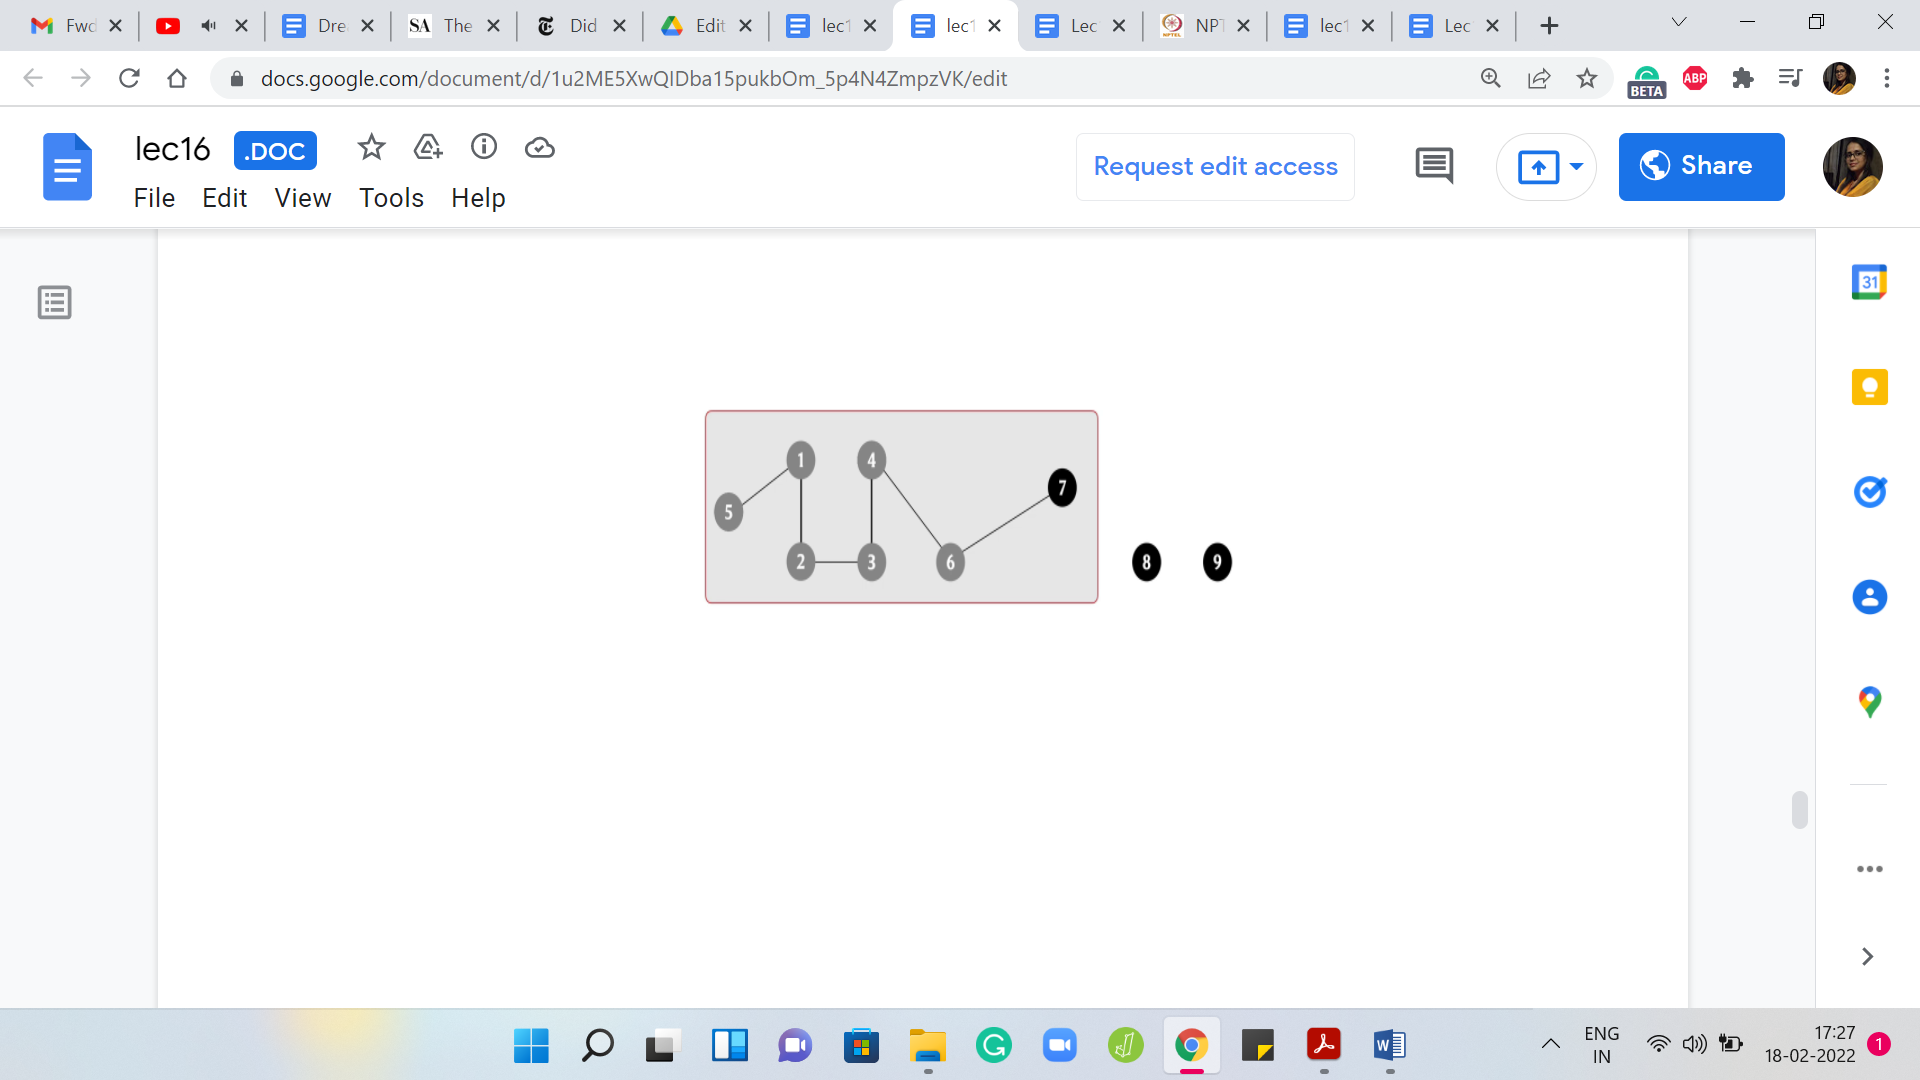 Fwd
Dre
SA The
Did
Edit
lec1
lec1
Lec
NPT
lec1
Lec
docs.google.com/document/d/1u2ME5XwQIDba15pukbOm_5p4N4ZmpzVK/edit
BETA
ABP
lec16 .DOC
Request edit access
Share
File Edit View Tools Help
31
1 4
7
5
2 3 6 8 9
ENG
IN
17:27
18-02-2022
1